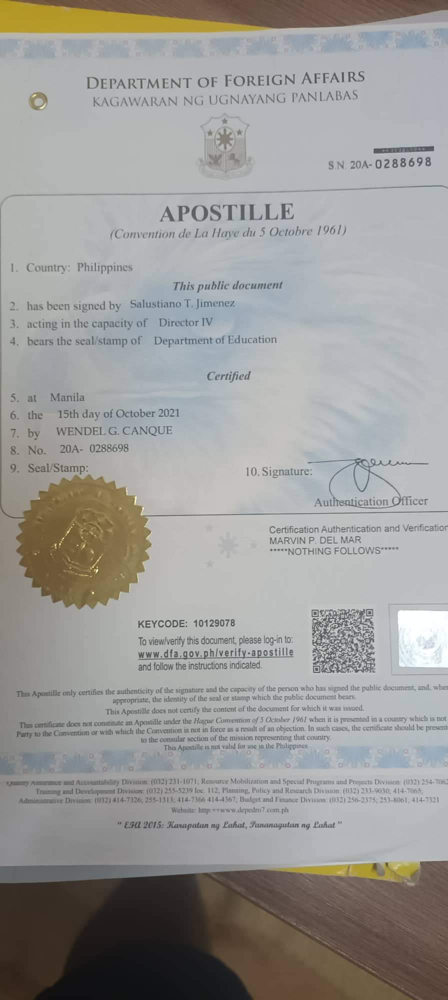 DEPARTMENT OF FOREIGN AFFAIRS
KAGAWARAN NG UGNAYANG PANLABAS
S.N. 20A- 0288698
APOSTILLE
(Convention de La Haye du 5 Octobre 1961)
1. Country: Philippines
This public document
2. has been signed by Salustiano T. Jimenez
3. acting in the capacity of Director IV
4. bears the seal/stamp of Department of Education
Certified
5. at Manila
6. the 15th day of October 2021
7. by WENDEL G. CANQUE
8. No. 20A- 0288698
9. Seal/Stamp:
10. Signature:
Authentication Officer
Certification Authentication and Verification
MARVIN P. DEL MAR
*****NOTHING FOLLOWS*****
KEYCODE: 10129078
To view/verify this document, please log-in to:
www.dfa.gov.ph/verify-apostille
and follow the instructions indicated.
This Apostille only certifies the authenticity of the signature and the capacity of the person who has signed the public document, and, wher
appropriate, the identity of the seal or stamp which the public document bears.
This Apostille does not certify the content of the document for which it was issued.
This certificate does not constitute an Apostille under the Hague Convention of 5 October 1961 when it is presented in a country which is not
Party to the Convention or with which the Convention is not in force as a result of an objection. In such cases, the certificate should be present
to the consular section of the mission representing that country.
This Apostille is not valid for use in the Philippines
Quality Assurance and Accountability Division: (032) 231-1071; Resource Mobilization and Special Programs and Projects Division: (032) 254-7062
Training and Development Division: (032) 255-5239 loc. 112; Planning, Policy and Research Division: (032) 233-9030; 414-7065;
Administrative Division: (032) 414-7326; 255-1313; 414-7366 414-4367; Budget and Finance Division: (032) 256-2375; 253-8061; 414-7321
Website: http:++www.depedro7.com.ph
“ EFA 2015: Karapatan ng Lahat, Pananagutan ng Lahat ”